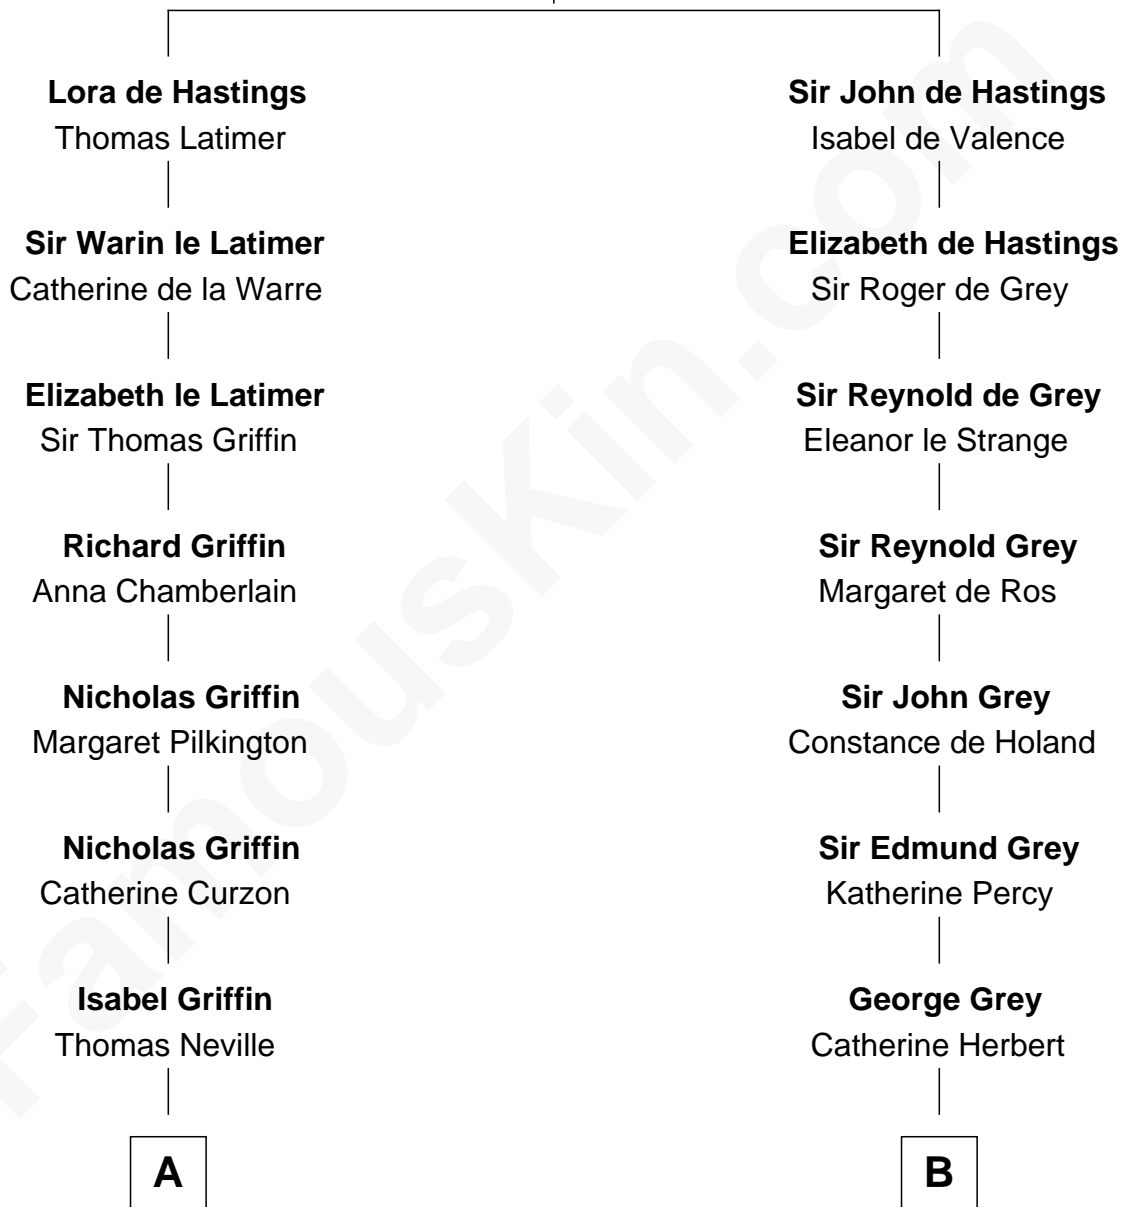 Lora de Hastings
Thomas Latimer
Sir Warin le Latimer
Catherine de la Warre
Elizabeth le Latimer
Sir Thomas Griffin
Richard Griffin
Anna Chamberlain
Nicholas Griffin
Margaret Pilkington
Nicholas Griffin
Catherine Curzon
Isabel Griffin
Thomas Neville
A
Sir John de Hastings
Isabel de Valence
Elizabeth de Hastings
Sir Roger de Grey
Sir Reynold de Grey
Eleanor le Strange
Sir Reynold Grey
Margaret de Ros
Sir John Grey
Constance de Holand
Sir Edmund Grey
Katherine Percy
George Grey
Catherine Herbert
B
FamousKin.com